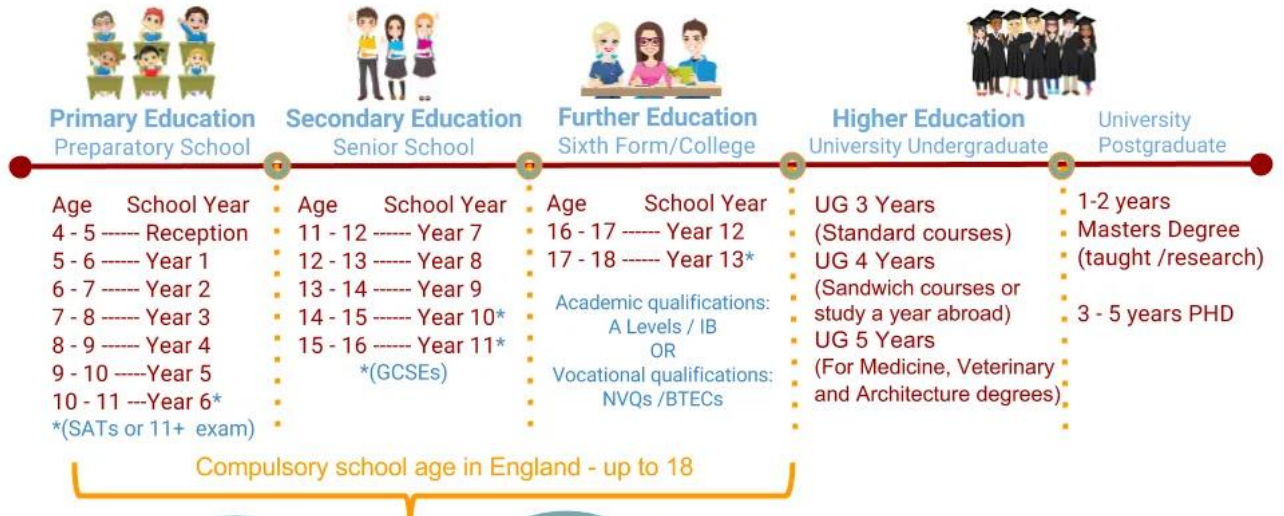 Primary Education
Preparatory School
Secondary Education
Senior School
Further Education
Sixth Form/College
Higher Education
University Undergraduate
University
Postgraduate
Age School Year
4 - 5 ------ Reception
5 - 6 ------ Year 1
6 - 7 ------ Year 2
7 - 8 ------ Year 3
8 - 9 ------ Year 4
9 - 10 -----Year 5
10 - 11 ---Year 6*
*(SATs or 11+ exam)
Age School Year
11 - 12 ------ Year 7
12 - 13 ------ Year 8
13 - 14 ------ Year 9
14 - 15 ------ Year 10*
15 - 16 ------ Year 11*
*(GCSEs)
Age School Year
16 - 17 ------ Year 12
17 - 18 ------ Year 13*
Academic qualifications:
A Levels / IB
OR
Vocational qualifications:
NVQs /BTECs
UG 3 Years
(Standard courses)
UG 4 Years
(Sandwich courses or
study a year abroad)
UG 5 Years
(For Medicine, Veterinary
and Architecture degrees)
1-2 years
Masters Degree
(taught /research)
3 - 5 years PHD
Compulsory school age in England - up to 18